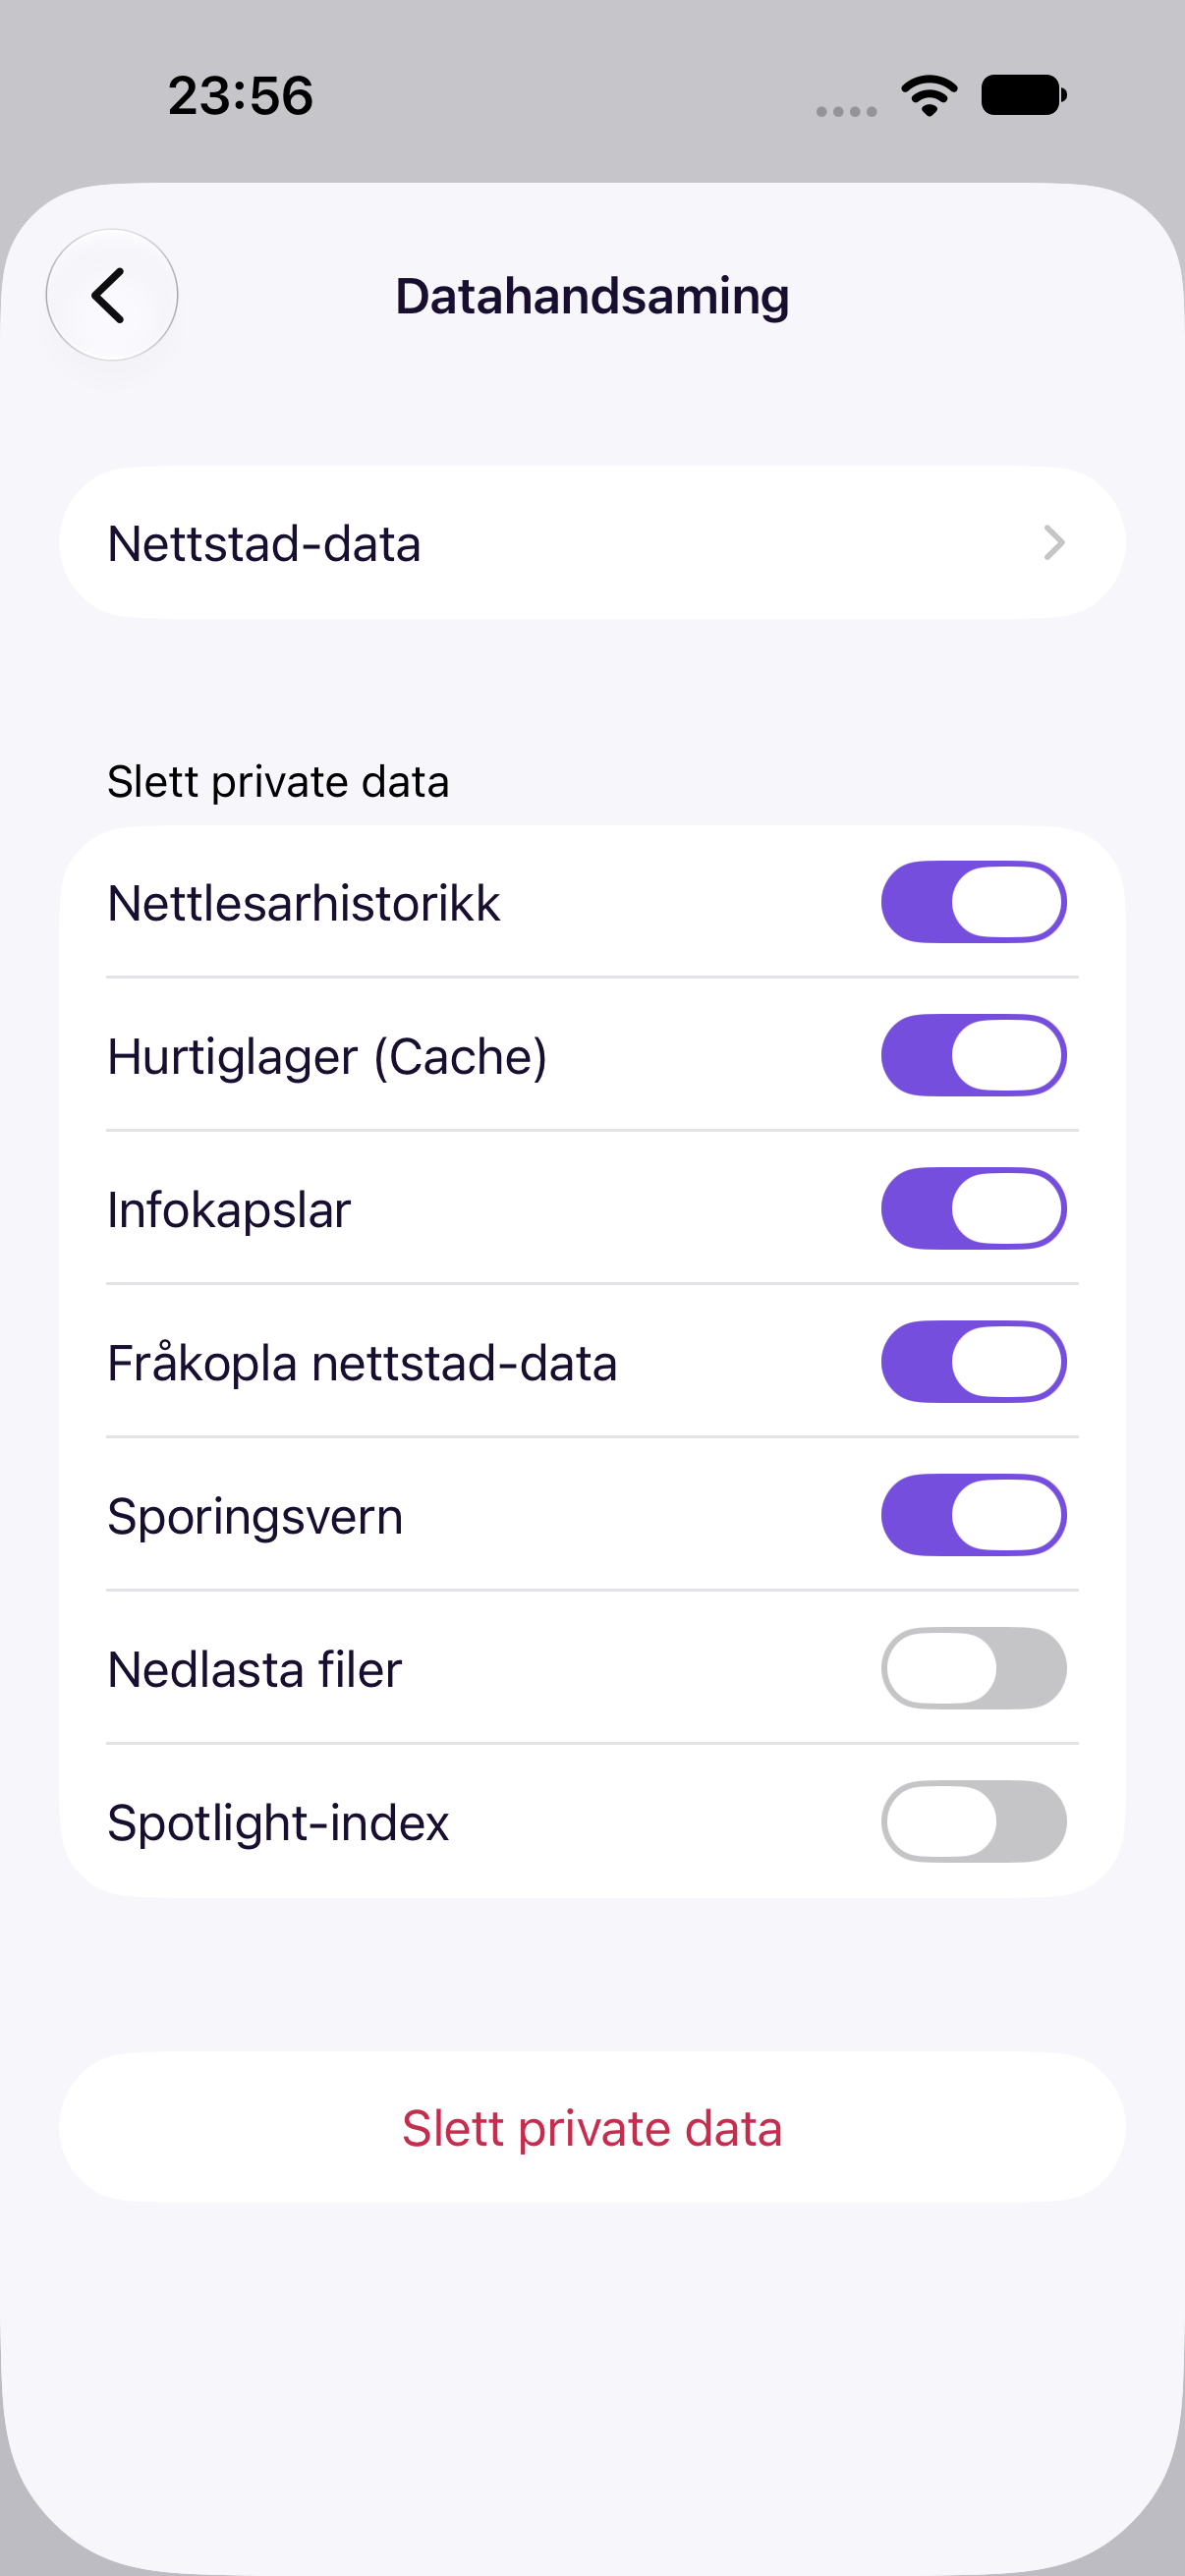 23:56
Datahandsaming
Nettstad-data
Slett private data
Nettlesarhistorikk
Hurtiglager (Cache)
Infokapslar
Fråkopla nettstad-data
Sporingsvern
Nedlasta filer
Spotlight-index
Slett private data